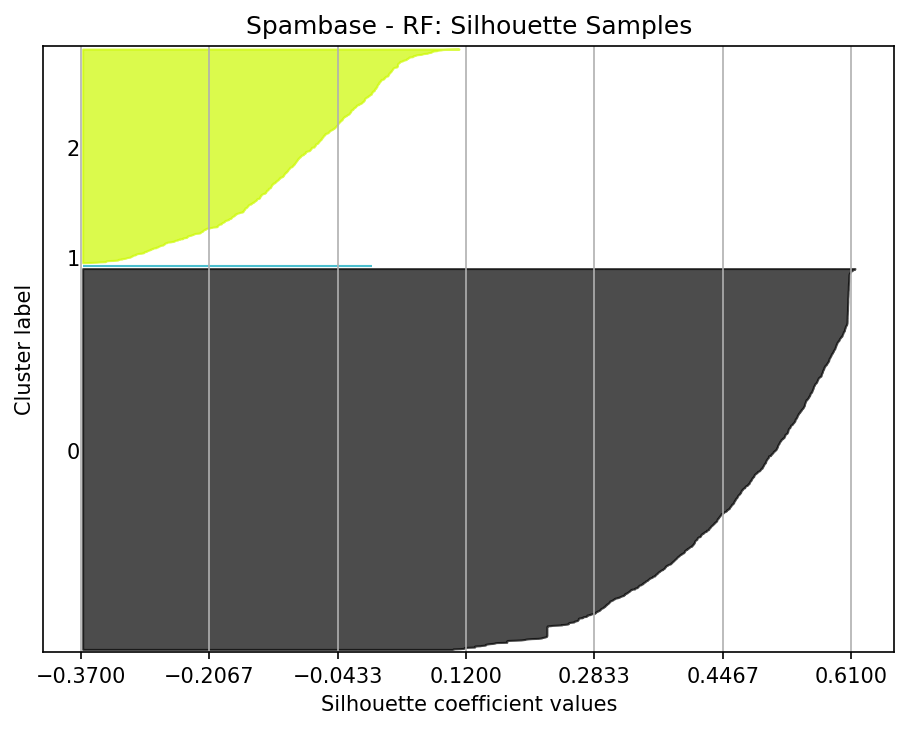 Spambase - RF: Silhouette Samples
2
1
0
Cluster label
−0.3700 −0.2067 −0.0433 0.1200 0.2833 0.4467 0.6100
Silhouette coefficient values